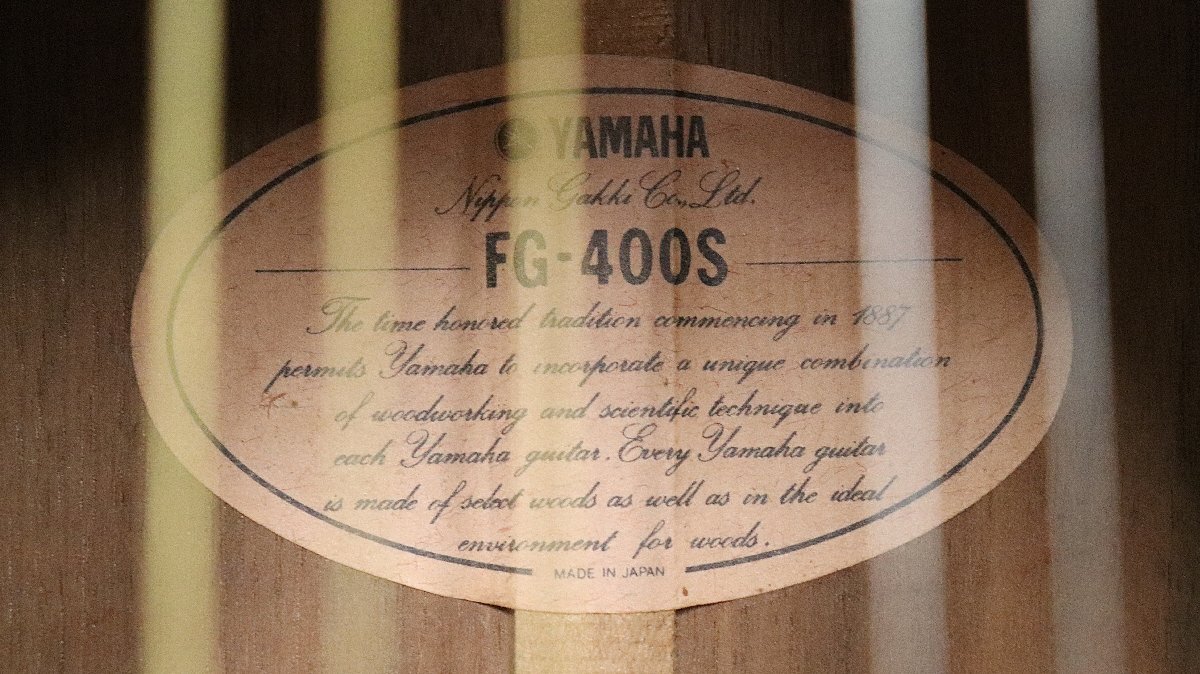 YAMAHA
Nippon Gakki Co., Ltd.
FG-400S
The time honored tradition commencing in 1887
permits Yamaha to incorporate a unique combination
of woodworking and scientific technique into
each Yamaha guitar. Every Yamaha guitar
is made of select woods as well as in the ideal
environment for woods.
MADE IN JAPAN